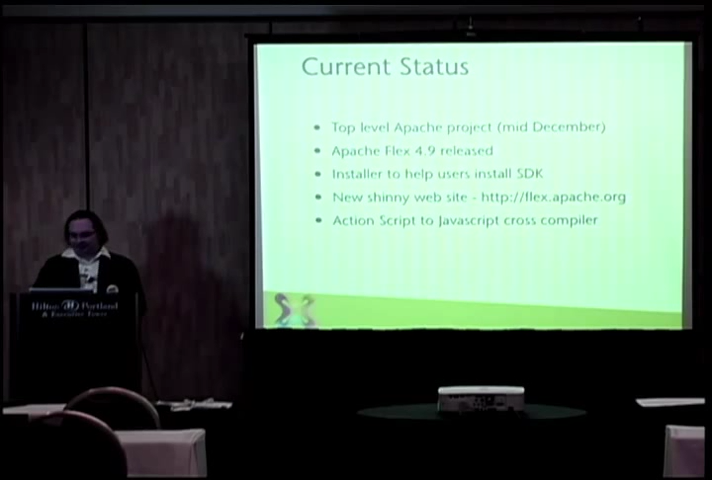 Current Status
• Top level Apache project (mid December)
• Apache Flex 4.9 released
• Installer to help users install SDK
• New shinny web site - http://flex.apache.org
• Action Script to Javascript cross compiler
Hilton Portland
& Executive Tower